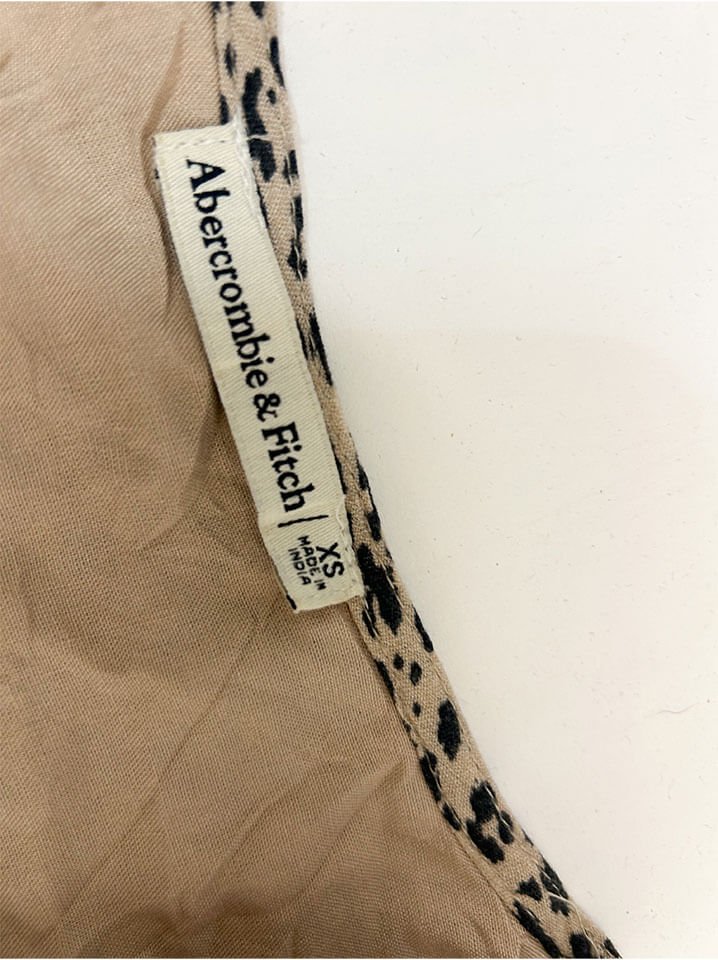 Abercrombie & Fitch
XS
MADE IN
INDIA